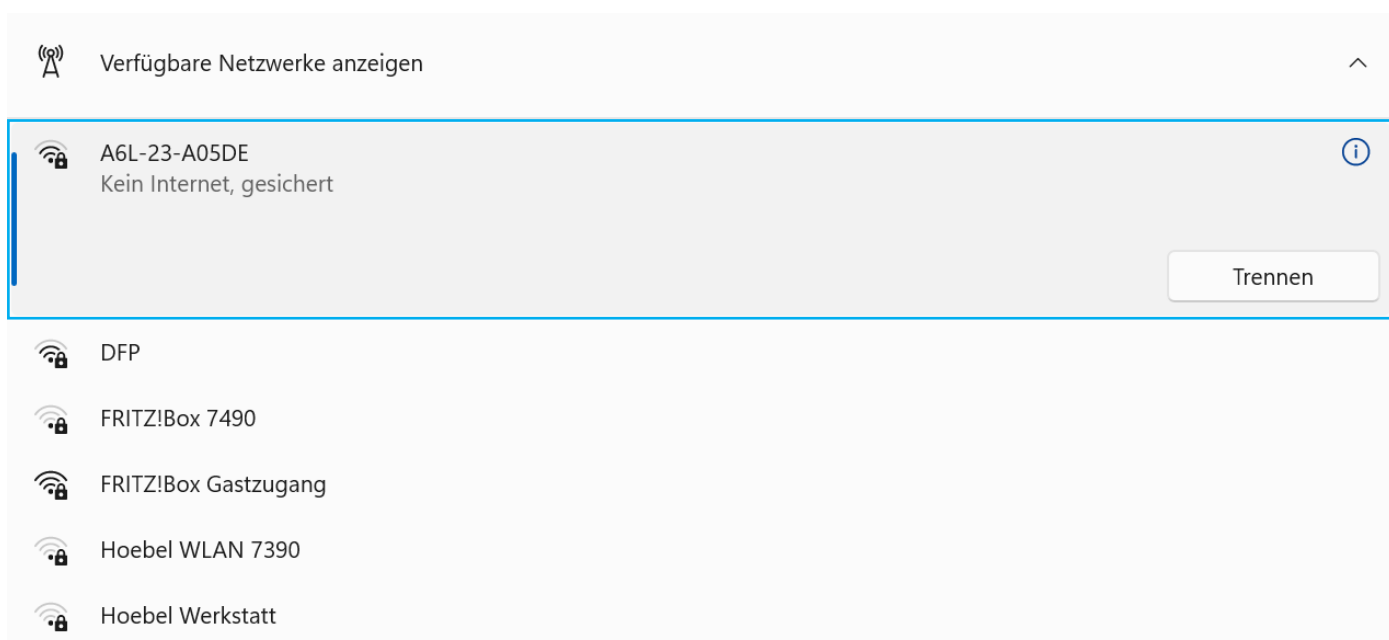 Verfügbare Netzwerke anzeigen
A6L-23-A05DE
Kein Internet, gesichert
Trennen
DFP
FRITZ!Box 7490
FRITZ!Box Gastzugang
Hoebel WLAN 7390
Hoebel Werkstatt